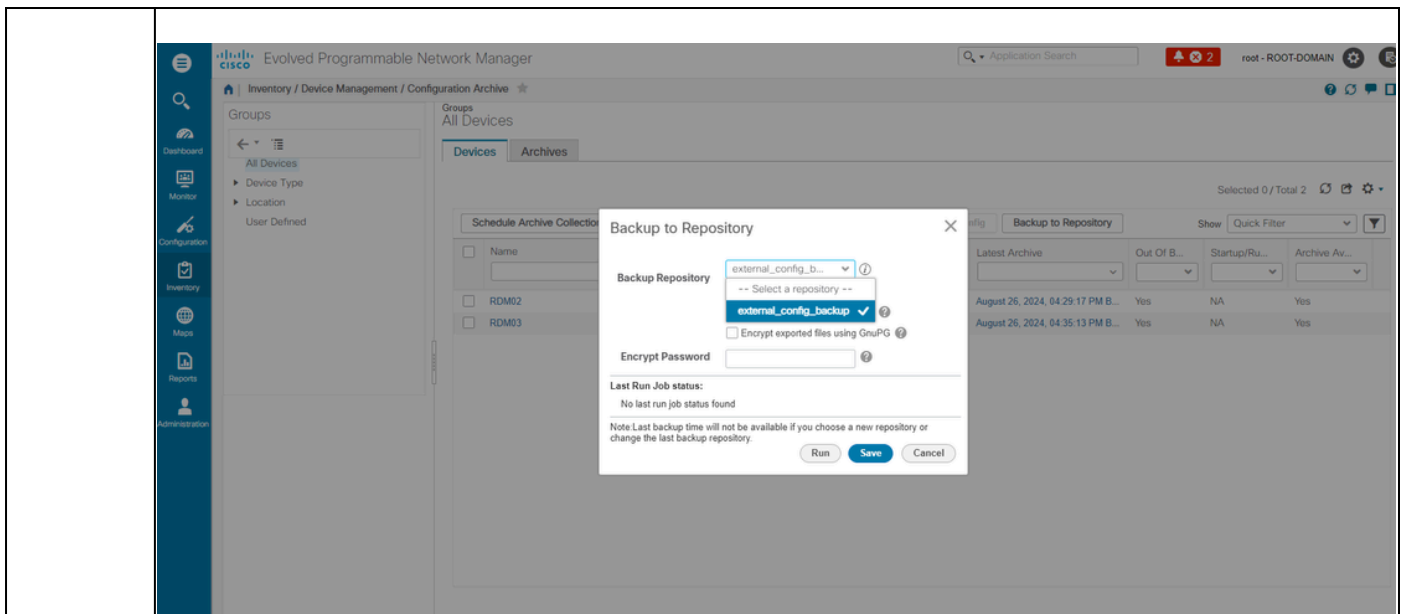 cisco Evolved Programmable Network Manager
Application Search
2
root - ROOT-DOMAIN
Inventory / Device Management / Configuration Archive
Dashboard
Monitor
Configuration
Inventory
Maps
Reports
Administration
Groups
All Devices
Device Type
Location
User Defined
Groups
All Devices
Devices Archives
Selected 0 / Total 2
Schedule Archive Collection
Backup to Repository
Show Quick Filter
Name Latest Archive Out Of B... Startup/Ru... Archive Av...
RDM02 August 26, 2024, 04:29:17 PM B... Yes NA Yes
RDM03 August 26, 2024, 04:35:13 PM B... Yes NA Yes
Backup to Repository
Backup Repository external_config_b...
-- Select a repository --
external_config_backup
Encrypt exported files using GnuPG
Encrypt Password
Last Run Job status:
No last run job status found
Note:Last backup time will not be available if you choose a new repository or
change the last backup repository.
Run Save Cancel